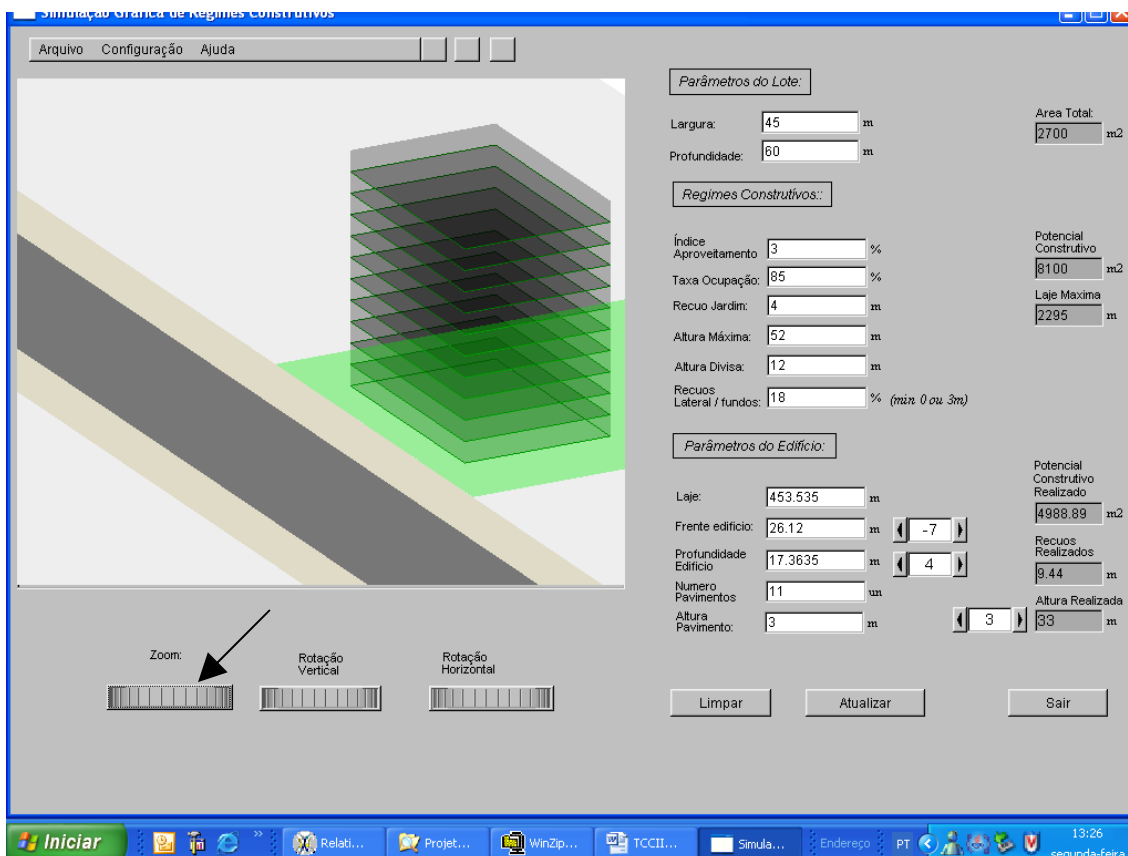 Simulação Gráfica de Regimes Construtivos
Arquivo Configuração Ajuda
Parâmetros do Lote:
Largura: 45 m
Area Total:
2700 m2
Profundidade: 60 m
Regimes Construtívos::
Índice
Aproveitamento 3 %
Potencial
Construtivo
8100 m2
Taxa Ocupação: 85 %
Laje Maxima
2295 m
Recuo Jardim: 4 m
Altura Máxima: 52 m
Altura Divisa: 12 m
Recuos
Lateral / fundos: 18 % (min 0 ou 3m)
Parâmetros do Edifício:
Potencial
Construtivo
Realizado
4988.89 m2
Laje: 453.535 m
Frente edificio: 26.12 m -7
Recuos
Realizados
9.44 m
Profundidade
Edificio 17.3635 m 4
Numero
Pavimentos 11 un
Altura
Pavimento: 3 m 3
Altura Realizada
33 m
Zoom:
Rotação
Vertical
Rotação
Horizontal
Limpar Atualizar Sair
Iniciar » Relati... Projet... WinZip... TCCII... Simula... Endereço » PT 13:26
segunda-feira